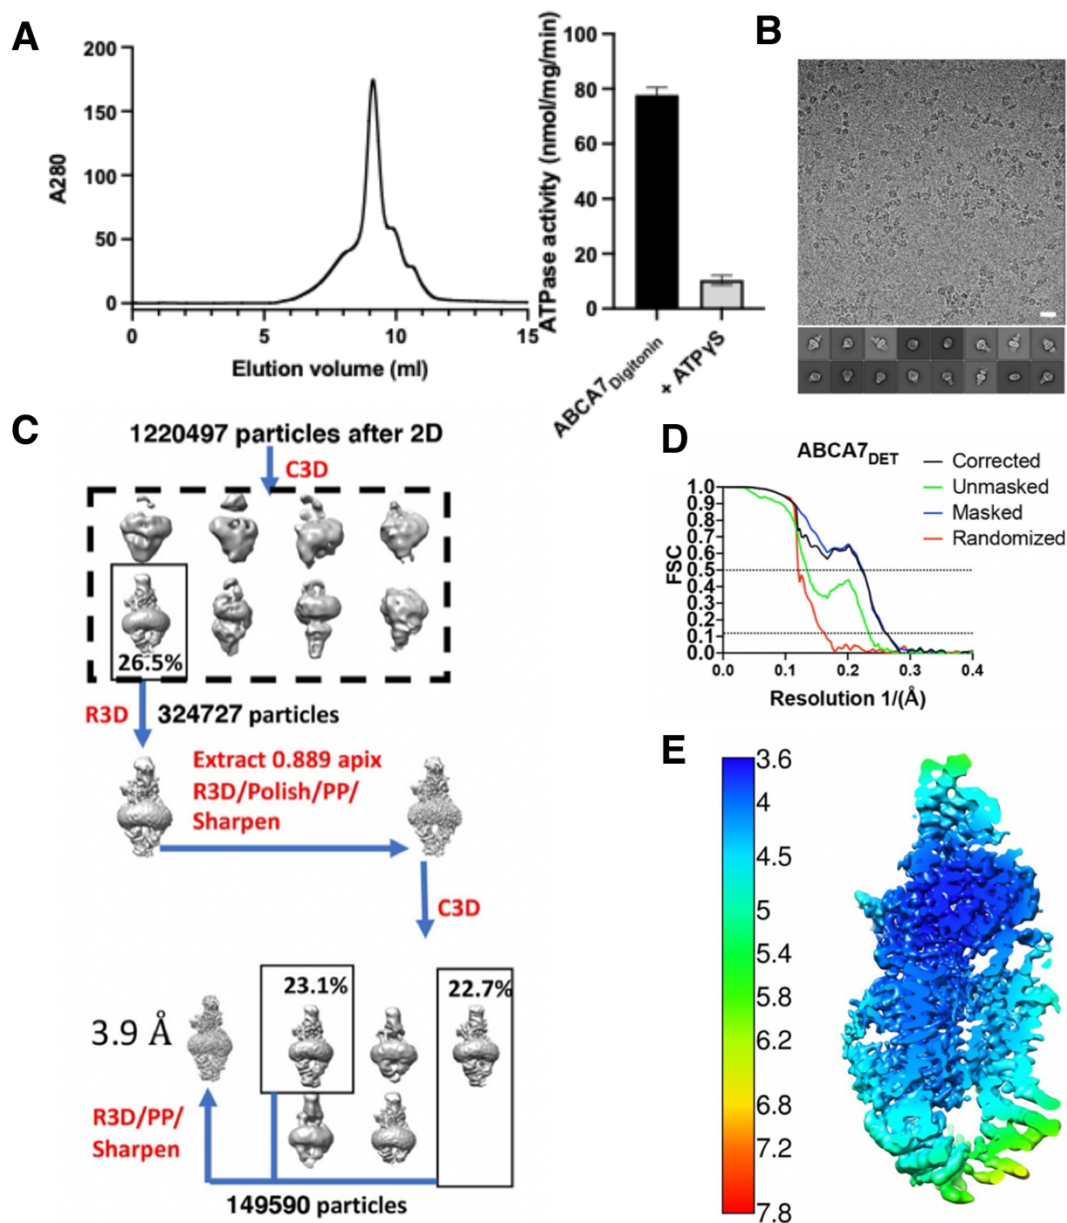 A
200
150
100
50
0
A280
0
5
10
15
Elution volume (ml)
100
80
60
40
20
0
ATPase activity (nmol/mg/min)
ABCA7Digitonin
+ ATPγS
B
C
1220497 particles after 2D
C3D
26.5%
R3D
324727 particles
Extract 0.889 apix
R3D/Polish/PP/
Sharpen
C3D
23.1%
22.7%
3.9 Å
R3D/PP/
Sharpen
149590 particles
D
ABCA7DET
Corrected
Unmasked
Masked
Randomized
1.0
0.9
0.8
0.7
0.6
0.5
0.4
0.3
0.2
0.1
0.0
FSC
0.0
0.1
0.2
0.3
0.4
Resolution 1/(Å)
E
3.6
4
4.5
5
5.4
5.8
6.2
6.8
7.2
7.8